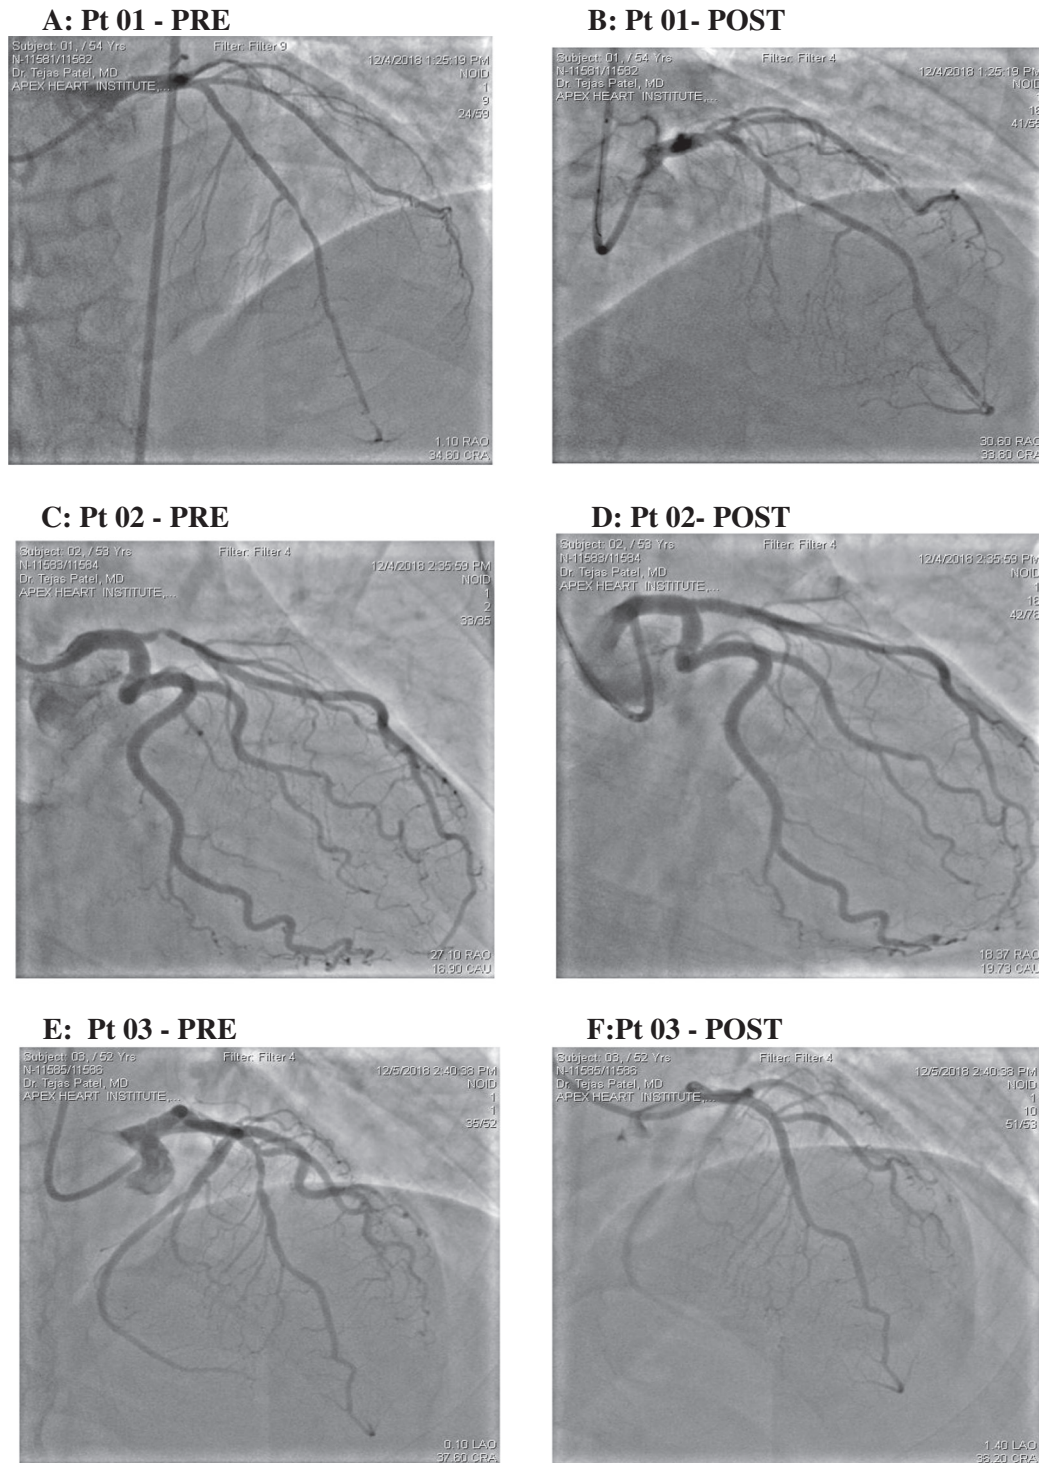 A: Pt 01 - PRE
Subject: 01, / 54 Yrs
Filter: Filter 9
N-11581/11582
12/4/2018 1:25:19 PM
Dr. Tejas Patel, MD
NOID
APEX HEART INSTITUTE,...
1
9
24/59
1.10 RAO
34.60 CRA
B: Pt 01- POST
Subject: 01, / 54 Yrs
Filter: Filter 4
N-11581/11582
12/4/2018 1:25:19 PM
Dr. Tejas Patel, MD
NOID
APEX HEART INSTITUTE,...
30.60 RAO
33.80 CRA
C: Pt 02 - PRE
Subject: 02, / 53 Yrs
Filter: Filter 4
N-11583/11584
12/4/2018 2:35:59 PM
Dr. Tejas Patel, MD
NOID
APEX HEART INSTITUTE,...
1
2
33/35
27.10 RAO
16.90 CAU
D: Pt 02- POST
Subject: 02, / 53 Yrs
Filter: Filter 4
N-11583/11584
12/4/2018 2:35:59 PM
Dr. Tejas Patel, MD
NOID
APEX HEART INSTITUTE,...
1
18
42/78
18.37 RAO
19.73 CAU
E: Pt 03 - PRE
Subject: 03, / 52 Yrs
Filter: Filter 4
N-11585/11586
12/5/2018 2:40:38 PM
Dr. Tejas Patel, MD
NOID
APEX HEART INSTITUTE,...
1
1
35/52
0.10 LAO
37.60 CRA
F:Pt 03 - POST
Subject: 03, / 52 Yrs
Filter: Filter 4
N-11585/11586
12/5/2018 2:40:38 PM
Dr. Tejas Patel, MD
NOID
APEX HEART INSTITUTE,...
1
10
51/53
1.40 LAO
36.20 CRA